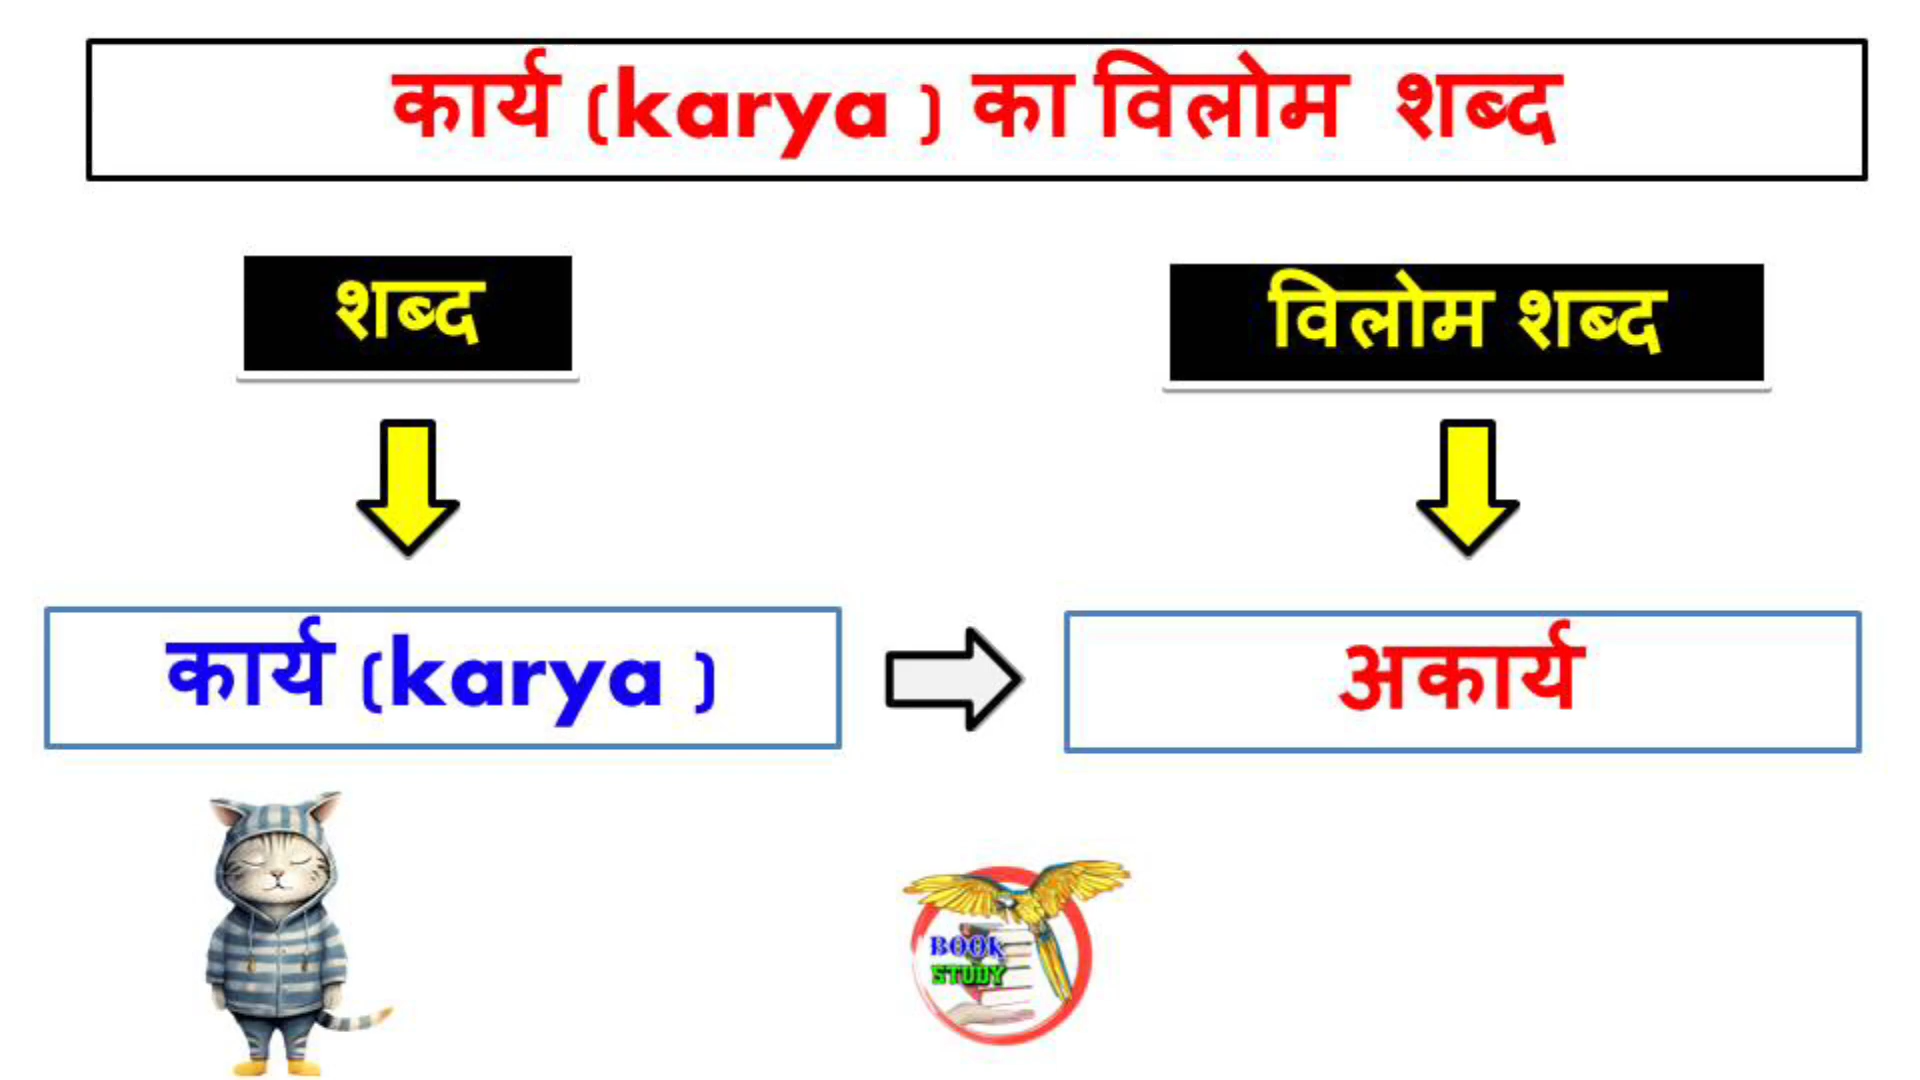 कार्य (karya ) का विलोम शब्द
शब्द
विलोम शब्द
कार्य (karya )
अकार्य
BOOK
STUDY